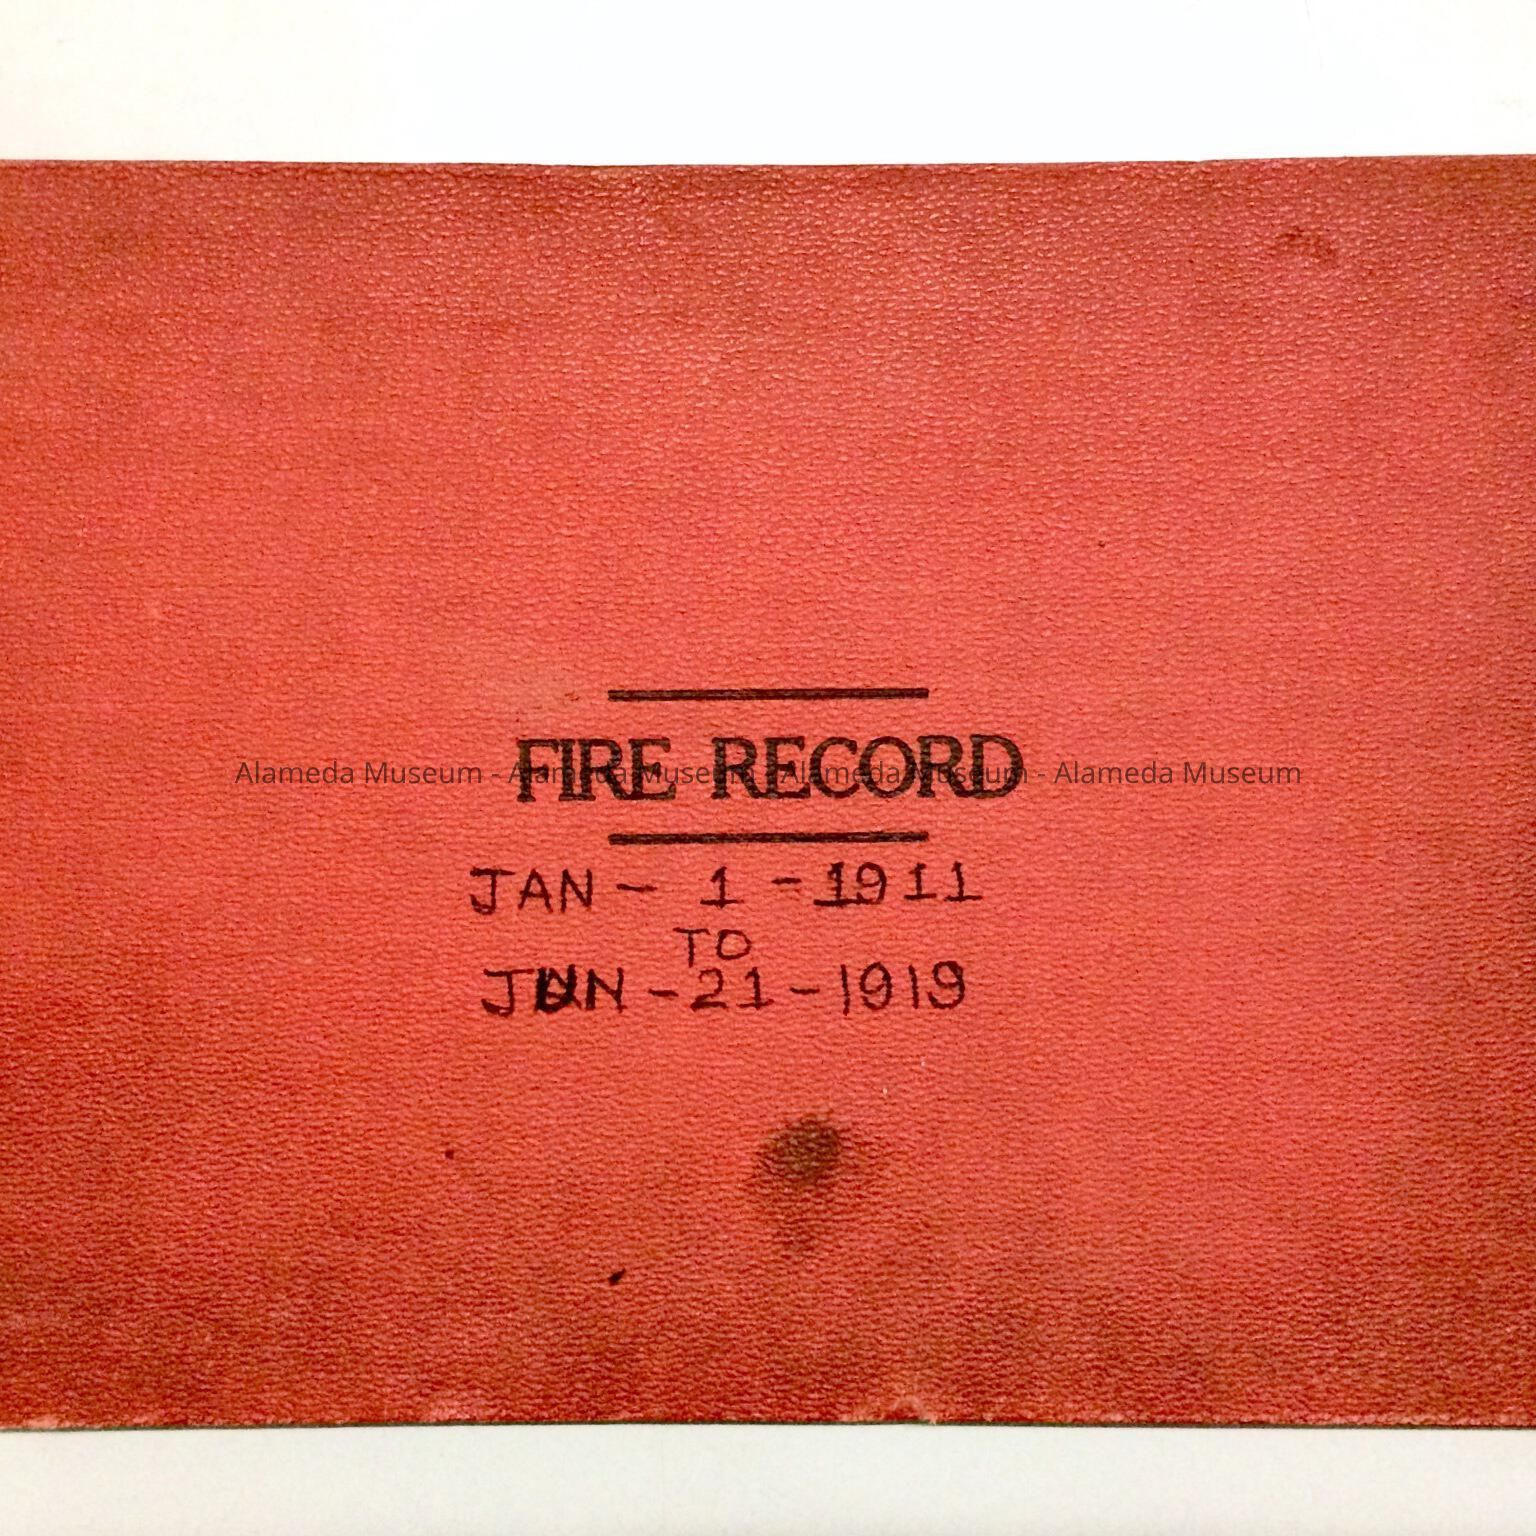 FIRE RECORD
Alameda Museum - Alameda Museum - Alameda Museum - Alameda Museum
JAN - 1 - 1911
TO
JUN - 21 - 1919